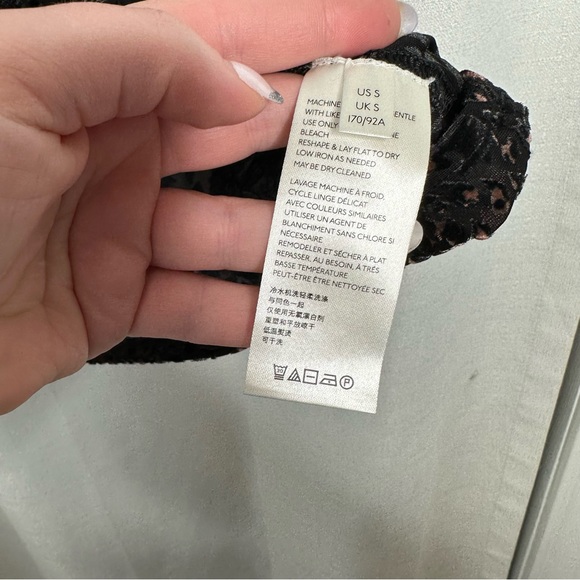 US S
UK S
170/92A
MACHINE ENTLE
WITH LIKE
USE ONLY NE
BLEACH
RESHAPE & LAY FLAT TO DRY
LOW IRON AS NEEDED
MAY BE DRY CLEANED
LAVAGE MACHINE À FROID,
CYCLE LINGE DÉLICAT
AVEC COULEURS SIMILAIRES
UTILISER UN AGENT DE
BLANCHIMENT SANS CHLORE SI
NÉCESSAIRE
REMODELER ET SÉCHER À PLAT
REPASSER, AU BESOIN, À TRÉS
BASSE TEMPÉRATURE
PEUT-ÊTRE ÊTRE NETTOYÉE SEC
冷水机洗轻柔洗涤
与同色一起
仅使用无氯漂白剂
重塑和平放晾干
低温熨烫
可干洗